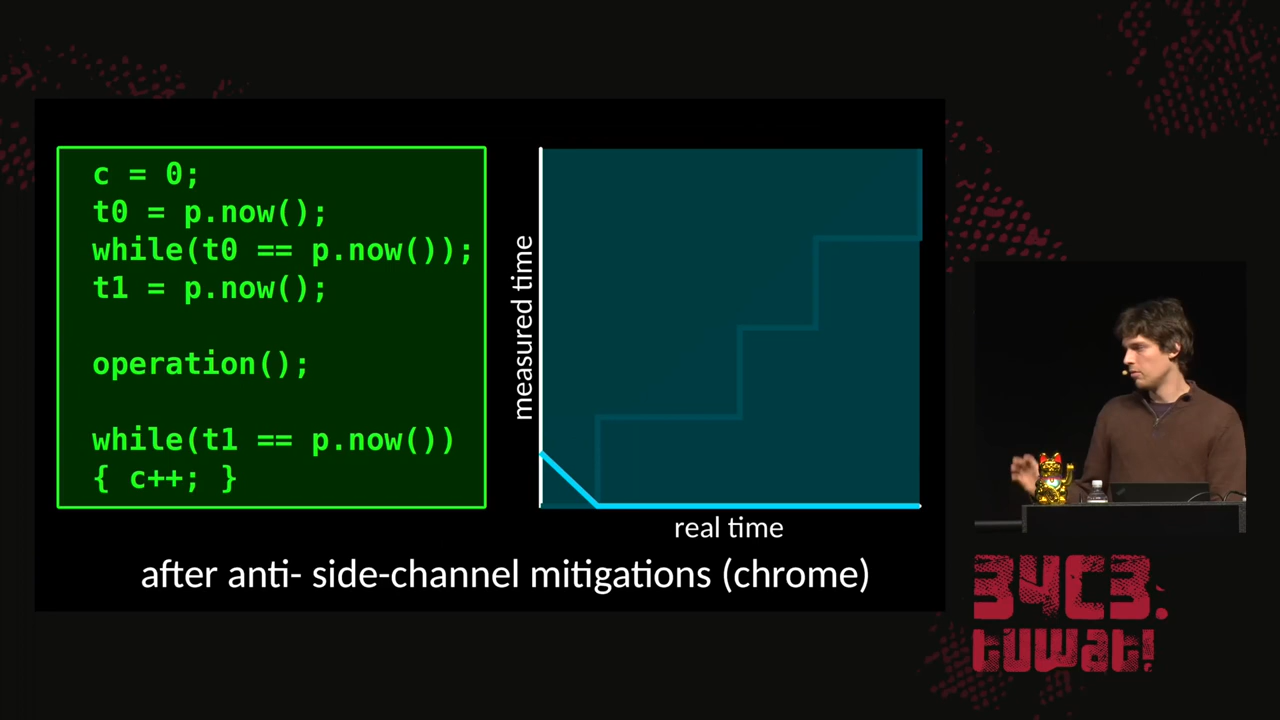 c = 0;
t0 = p.now();
while(t0 == p.now());
t1 = p.now();
operation();
while(t1 == p.now())
{ c++; }
measured time
real time
after anti- side-channel mitigations (chrome)
34C3.
tuwat!